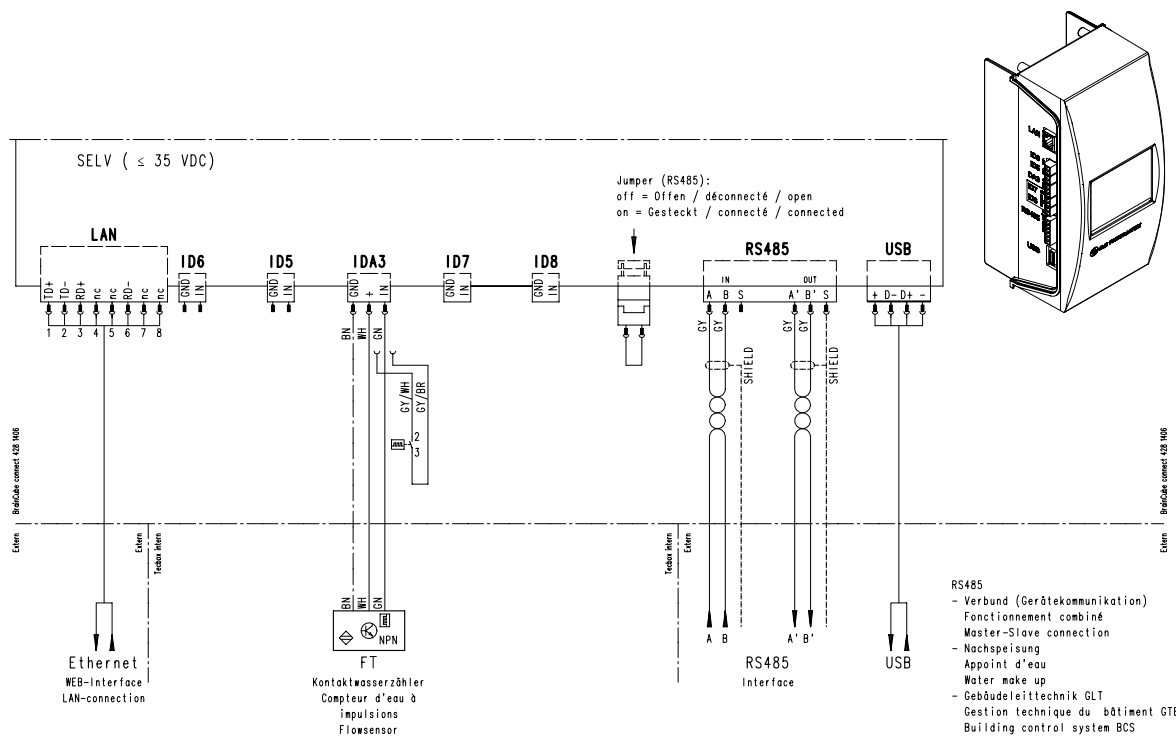 SELV ( ≤ 35 VDC)
Jumper (RS485):
off = Offen / déconnecté / open
on = Gesteckt / connecté / connected
LAN
ID6
ID5
IDA3
ID7
ID8
RS485
USB
TD+
TD-
RD+
nc
nc
RD-
nc
nc
GND
IN
GND
IN
GND
+
IN
GND
IN
GND
IN
IN
OUT
A B S
A' B' S
+ D- D+ -
1 2 3 4 5 6 7 8
BN
WH
GN
GY/WH
GY/BR
2
3
GY
GY
SHIELD
GY
GY
SHIELD
BrainCube connect 428 1406
BrainCube connect 428 1406
Extern
Extern
Tecbox intern
Tecbox intern
Extern
Extern
BN
WH
GN
NPN
Ethernet
WEB-Interface
LAN-connection
FT
Kontaktwasserzähler
Compteur d'eau à
impulsions
Flowsensor
A B
A' B'
RS485
Interface
USB
RS485
- Verbund (Gerätekommunikation)
Fonctionnement combiné
Master-Slave connection
- Nachspeisung
Appoint d'eau
Water make up
- Gebäudeleittechnik GLT
Gestion technique du bâtiment GTB
Building control system BCS
LAN
RS485
USB